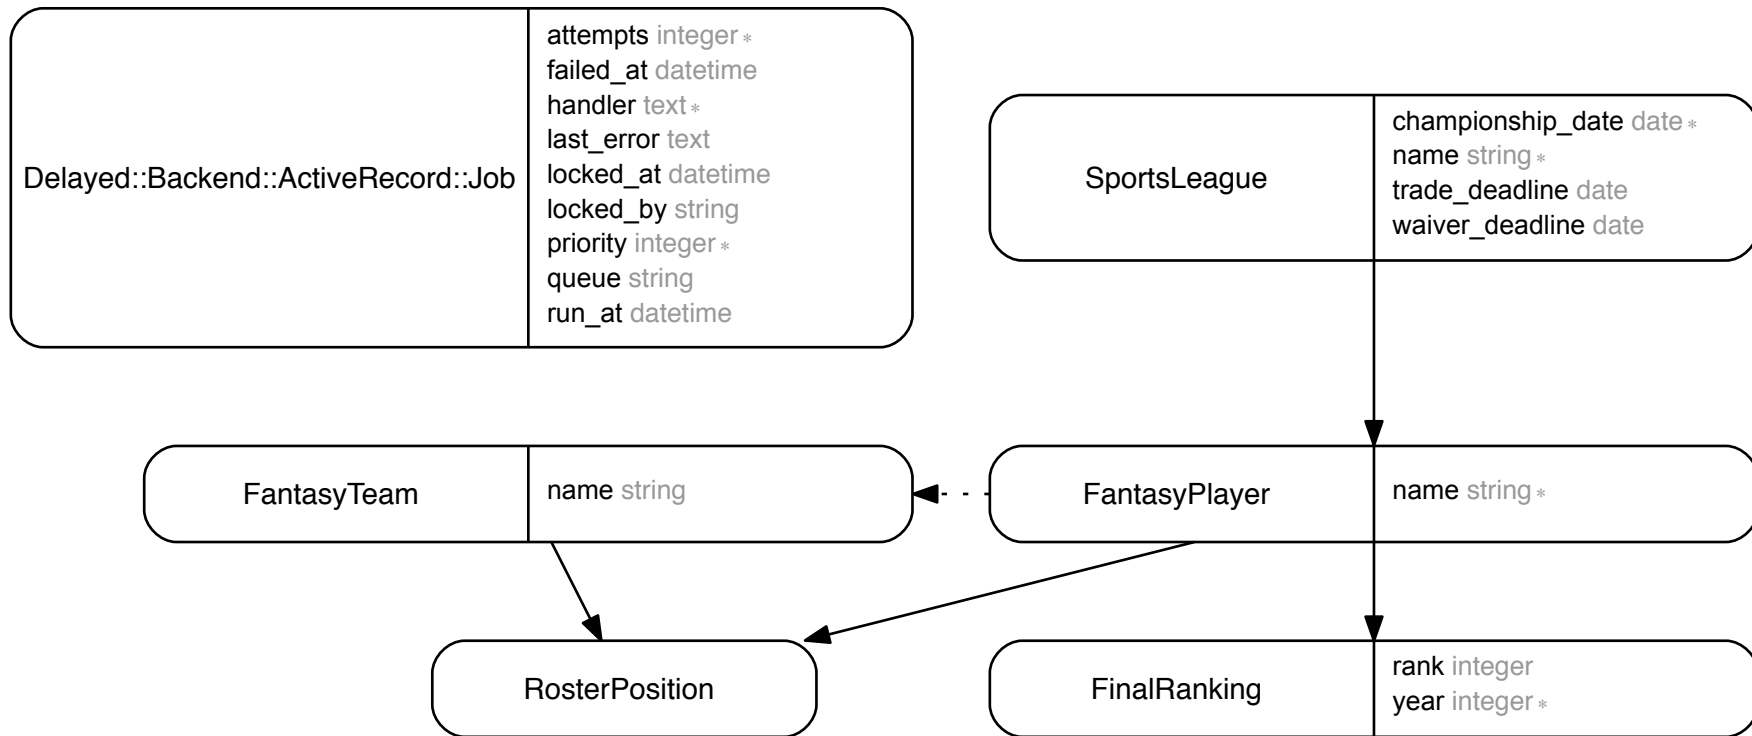 Delayed::Backend::ActiveRecord::Job
attempts integer *
failed_at datetime
handler text *
last_error text
locked_at datetime
locked_by string
priority integer *
queue string
run_at datetime
SportsLeague
championship_date date *
name string *
trade_deadline date
waiver_deadline date
FantasyTeam
name string
FantasyPlayer
name string *
RosterPosition
FinalRanking
rank integer
year integer *